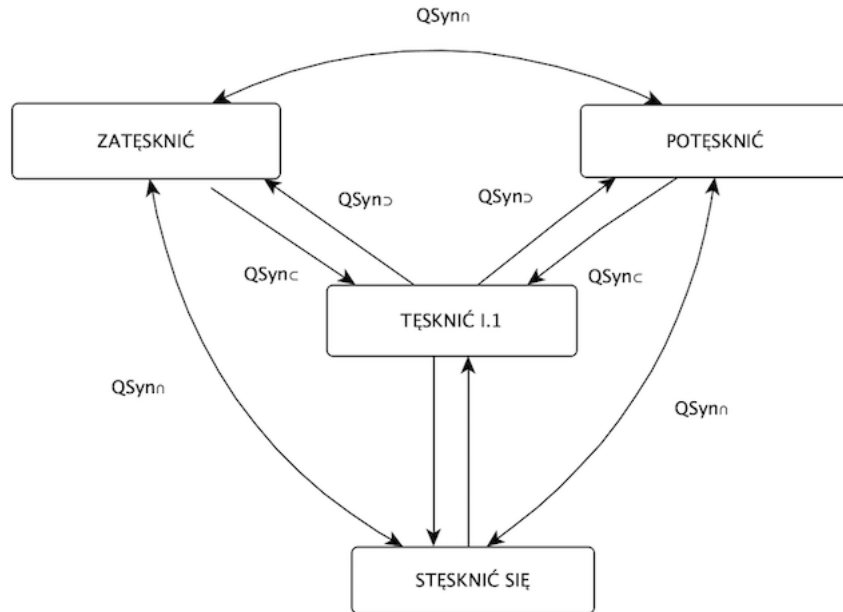 QSyn∩
ZATĘSKNIĆ
POTĘSKNIĆ
QSyn⊃
QSyn⊃
QSyn⊂
QSyn⊂
TĘSKNIĆ I.1
QSyn∩
QSyn∩
STĘSKNIĆ SIĘ